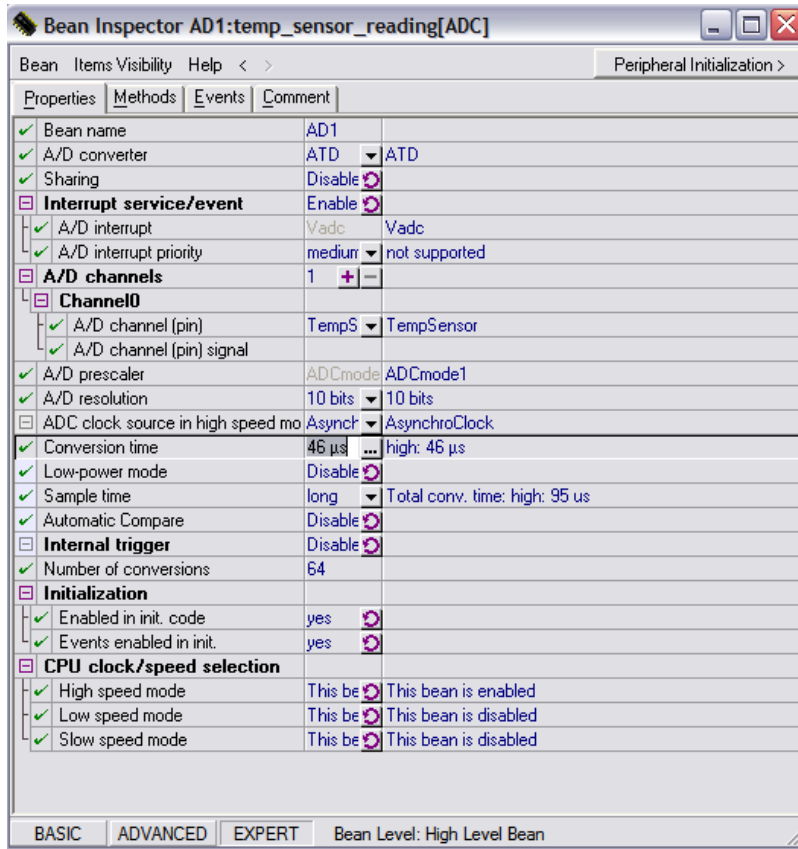 Bean Inspector AD1:temp_sensor_reading[ADC]
Bean Items Visibility Help < > Peripheral Initialization >
Properties Methods Events Comment
Bean name AD1
A/D converter ATD ATD
Sharing Disable
Interrupt service/event Enable
A/D interrupt Vadc Vadc
A/D interrupt priority medium not supported
A/D channels 1 + −
Channel0
A/D channel (pin) TempS TempSensor
A/D channel (pin) signal
A/D prescaler ADCmode ADCmode1
A/D resolution 10 bits 10 bits
ADC clock source in high speed mo Asynch AsynchroClock
Conversion time 46 µs ... high: 46 µs
Low-power mode Disable
Sample time long Total conv. time: high: 95 us
Automatic Compare Disable
Internal trigger Disable
Number of conversions 64
Initialization
Enabled in init. code yes
Events enabled in init. yes
CPU clock/speed selection
High speed mode This be This bean is enabled
Low speed mode This be This bean is disabled
Slow speed mode This be This bean is disabled
BASIC ADVANCED EXPERT Bean Level: High Level Bean